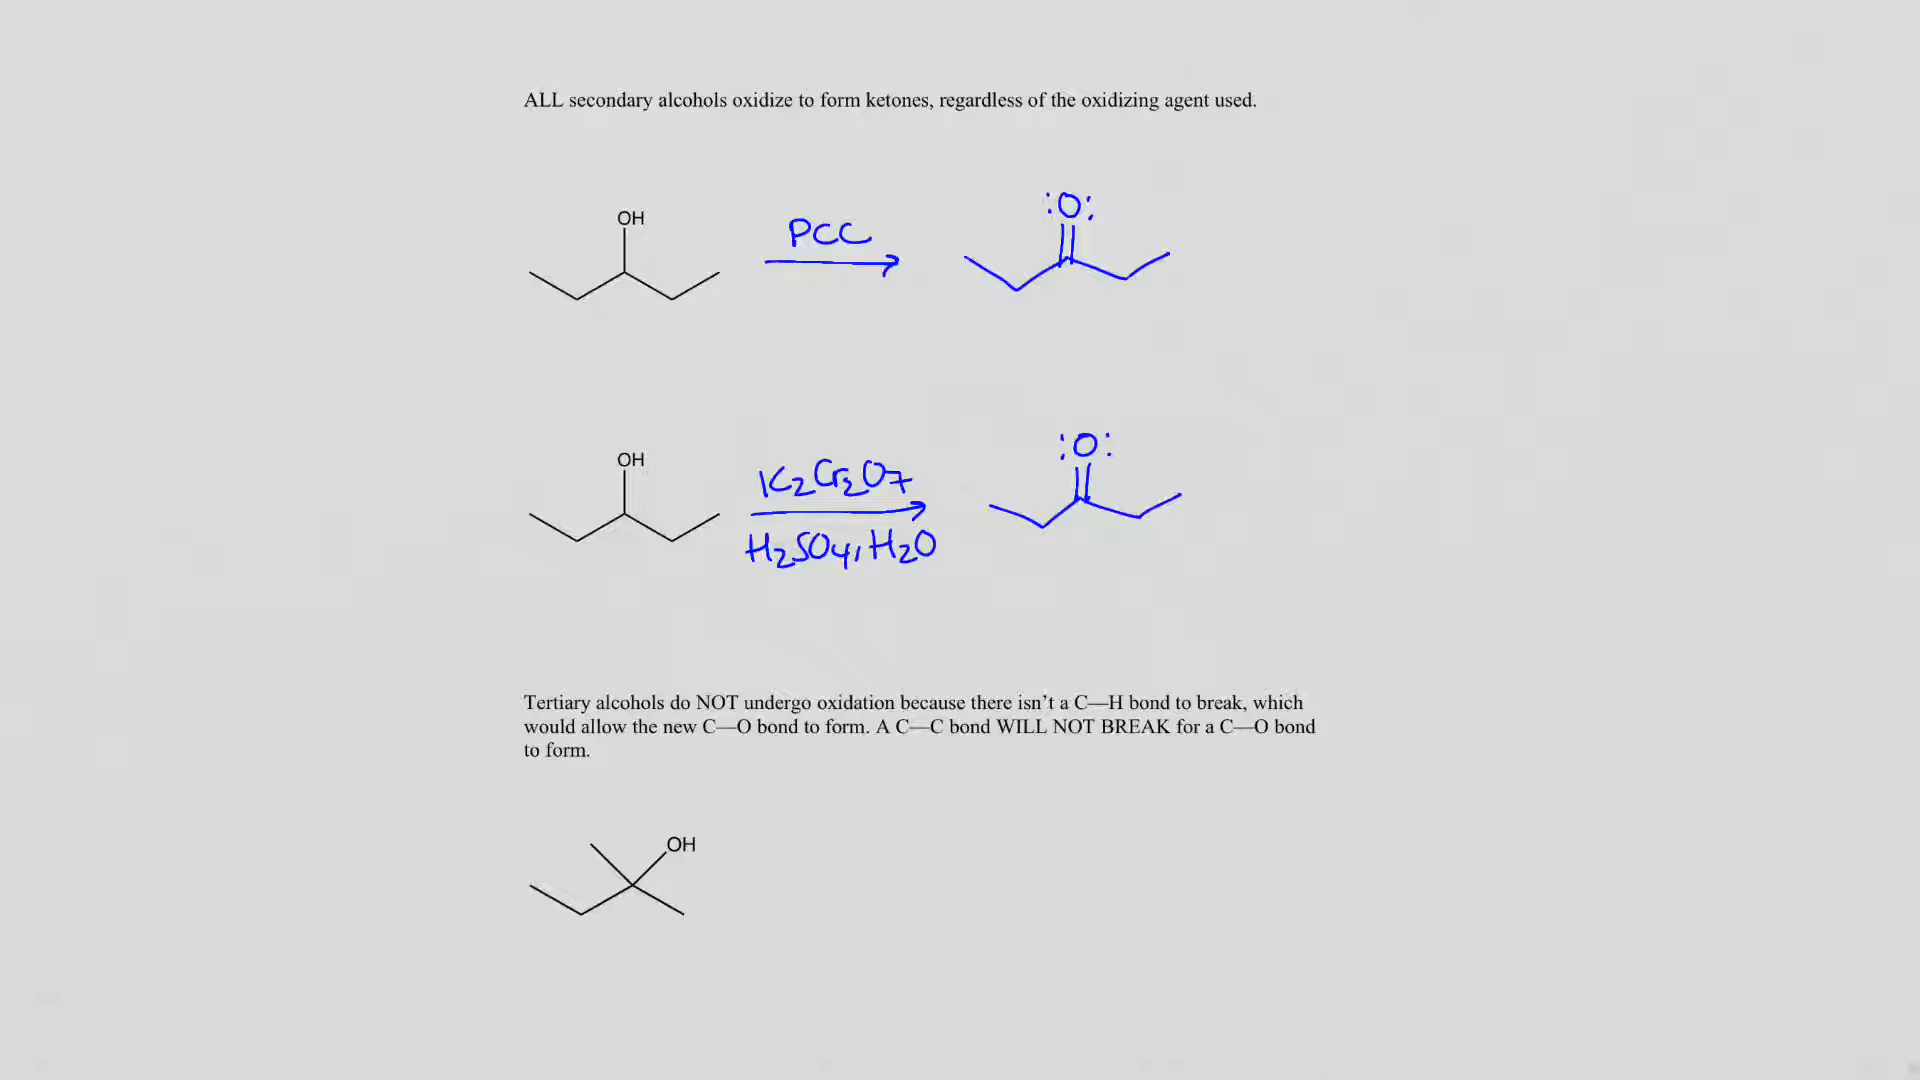 ALL secondary alcohols oxidize to form ketones, regardless of the oxidizing agent used.
OH
PCC
:O:
OH
K2Cr2O7
H2SO4, H2O
:O:
Tertiary alcohols do NOT undergo oxidation because there isn't a C—H bond to break, which
would allow the new C—O bond to form. A C—C bond WILL NOT BREAK for a C—O bond
to form.
OH